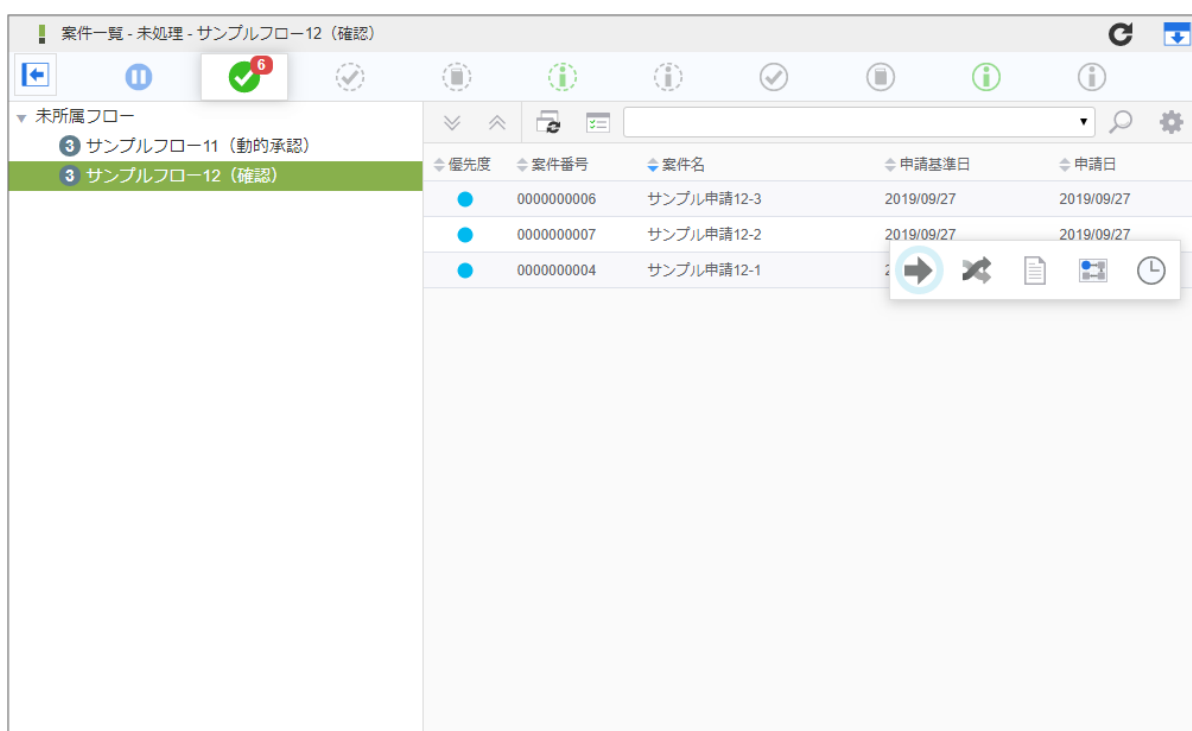 案件一覧 - 未処理 - サンプルフロー12（確認）
6
未所属フロー
3 サンプルフロー11（動的承認）
3 サンプルフロー12（確認）
優先度 案件番号 案件名 申請基準日 申請日
0000000006 サンプル申請12-3 2019/09/27 2019/09/27
0000000007 サンプル申請12-2 2019/09/27 2019/09/27
0000000004 サンプル申請12-1